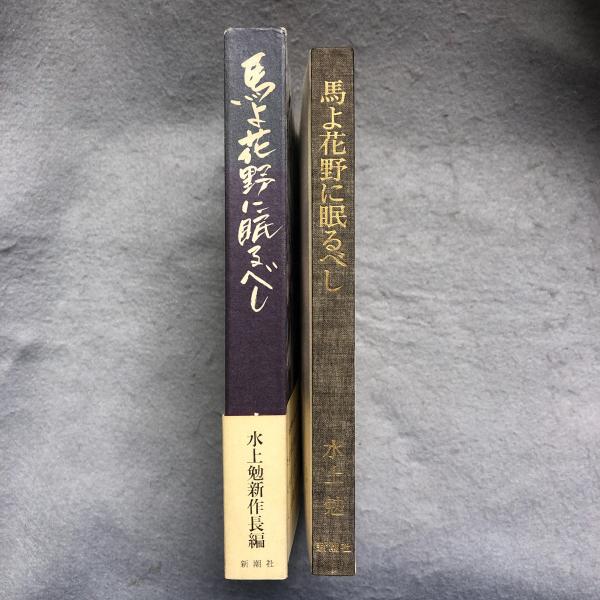 馬よ花野に眠るべし
水上勉新作長編
新潮社
馬よ花野に眠るべし
水上勉
新潮社